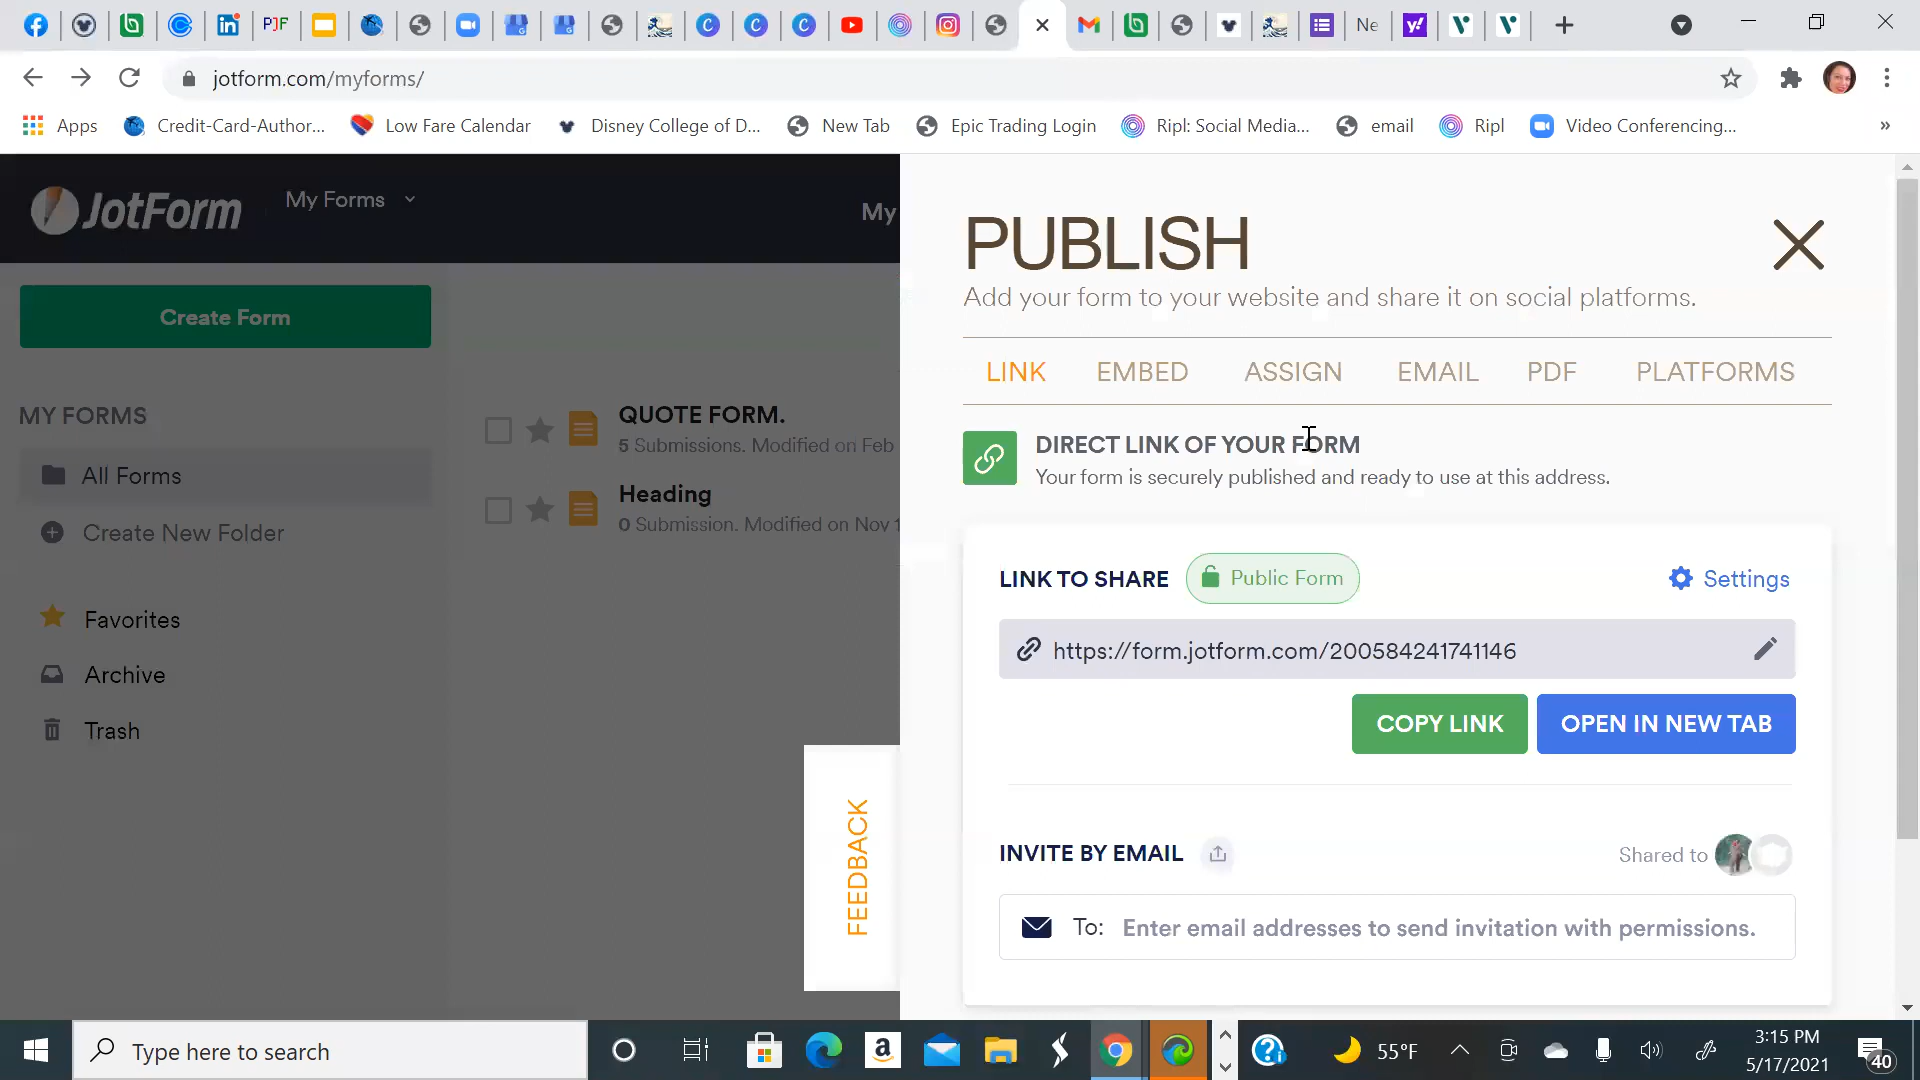 Ne
jotform.com/myforms/
Apps
Credit-Card-Author...
Low Fare Calendar
Disney College of D...
New Tab
Epic Trading Login
Ripl: Social Media...
email
Ripl
Video Conferencing...
»
JotForm
My Forms
My
PUBLISH
Add your form to your website and share it on social platforms.
LINK EMBED ASSIGN EMAIL PDF PLATFORMS
DIRECT LINK OF YOUR FORM
Your form is securely published and ready to use at this address.
LINK TO SHARE
Public Form
Settings
https://form.jotform.com/200584241741146
COPY LINK
OPEN IN NEW TAB
INVITE BY EMAIL
Shared to
To: Enter email addresses to send invitation with permissions.
Create Form
MY FORMS
All Forms
Create New Folder
Favorites
Archive
Trash
QUOTE FORM.
5 Submissions. Modified on Feb
Heading
0 Submission. Modified on Nov 1
FEEDBACK
Type here to search
55°F
3:15 PM
5/17/2021
40